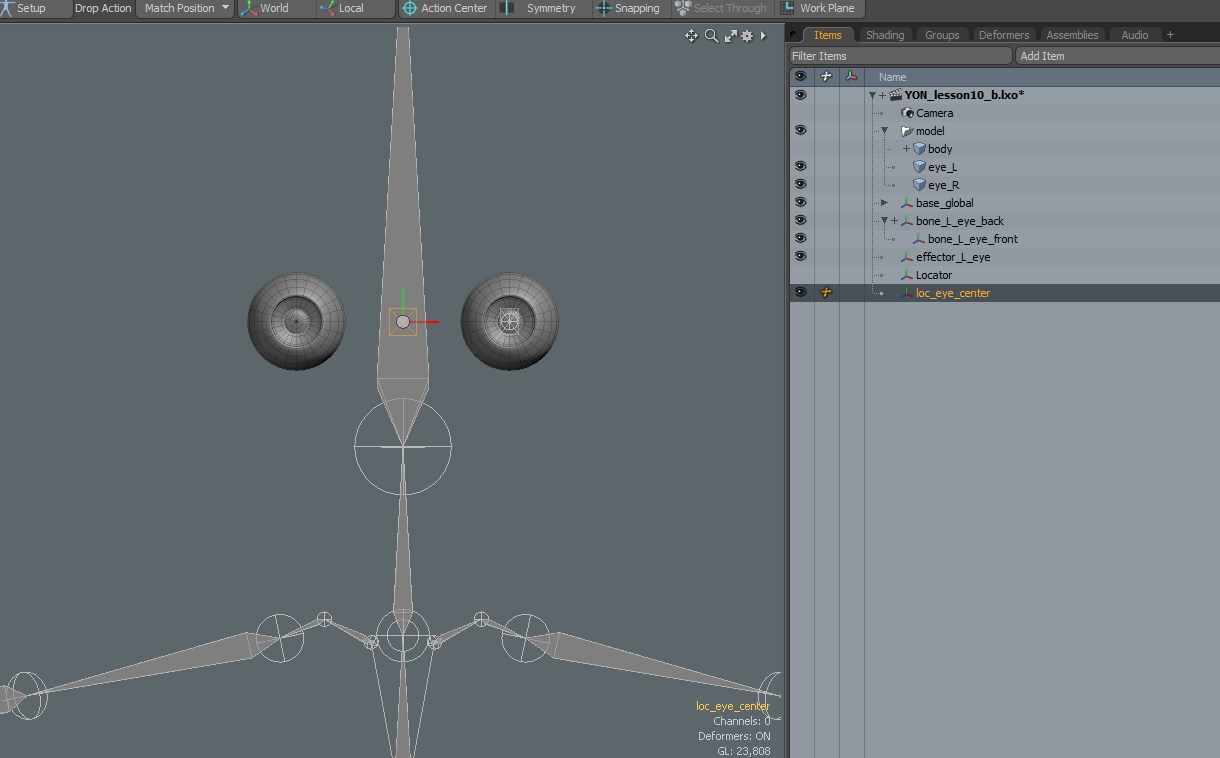 Setup Drop Action Match Position World Local Action Center Symmetry Snapping Select Through Work Plane
Items Shading Groups Deformers Assemblies Audio +
Filter Items Add Item
Name
YON_lesson10_b.lxo*
Camera
model
body
eye_L
eye_R
base_global
bone_L_eye_back
bone_L_eye_front
effector_L_eye
Locator
loc_eye_center
loc_eye_center
Channels: 0
Deformers: ON
GL: 23,808